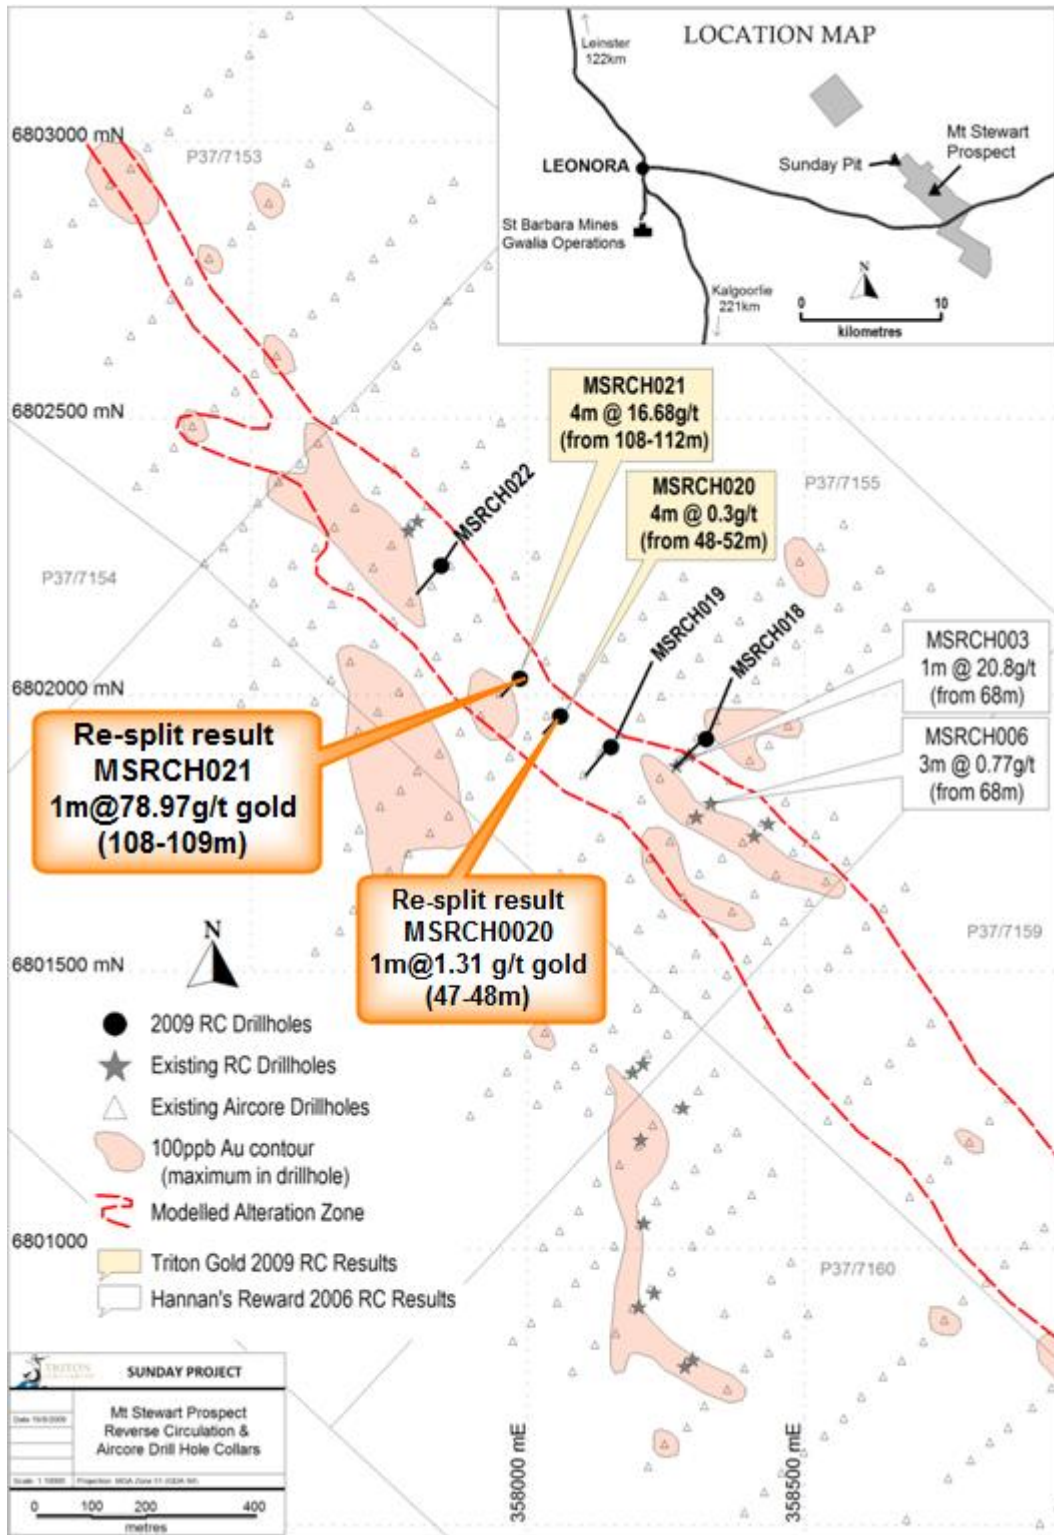 LOCATION MAP
Leinster
122km
LEONORA
St Barbara Mines
Gwalia Operations
Kalgoorlie
221km
Sunday Pit
Mt Stewart
Prospect
N
0 10
kilometres
6803000 mN
P37/7153
6802500 mN
MSRCH021
4m @ 16.68g/t
(from 108-112m)
MSRCH020
4m @ 0.3g/t
(from 48-52m)
P37/7155
MSRCH022
P37/7154
MSRCH019
MSRCH018
MSRCH003
1m @ 20.8g/t
(from 68m)
6802000 mN
MSRCH006
3m @ 0.77g/t
(from 68m)
Re-split result
MSRCH021
1m@78.97g/t gold
(108-109m)
Re-split result
MSRCH0020
1m@1.31 g/t gold
(47-48m)
P37/7159
6801500 mN
N
2009 RC Drillholes
Existing RC Drillholes
Existing Aircore Drillholes
100ppb Au contour
(maximum in drillhole)
Modelled Alteration Zone
6801000
Triton Gold 2009 RC Results
Hannan's Reward 2006 RC Results
P37/7160
358000 mE
358500 mE
TRITON
SUNDAY PROJECT
Mt Stewart Prospect
Reverse Circulation &
Aircore Drill Hole Collars
0 100 200 400
metres